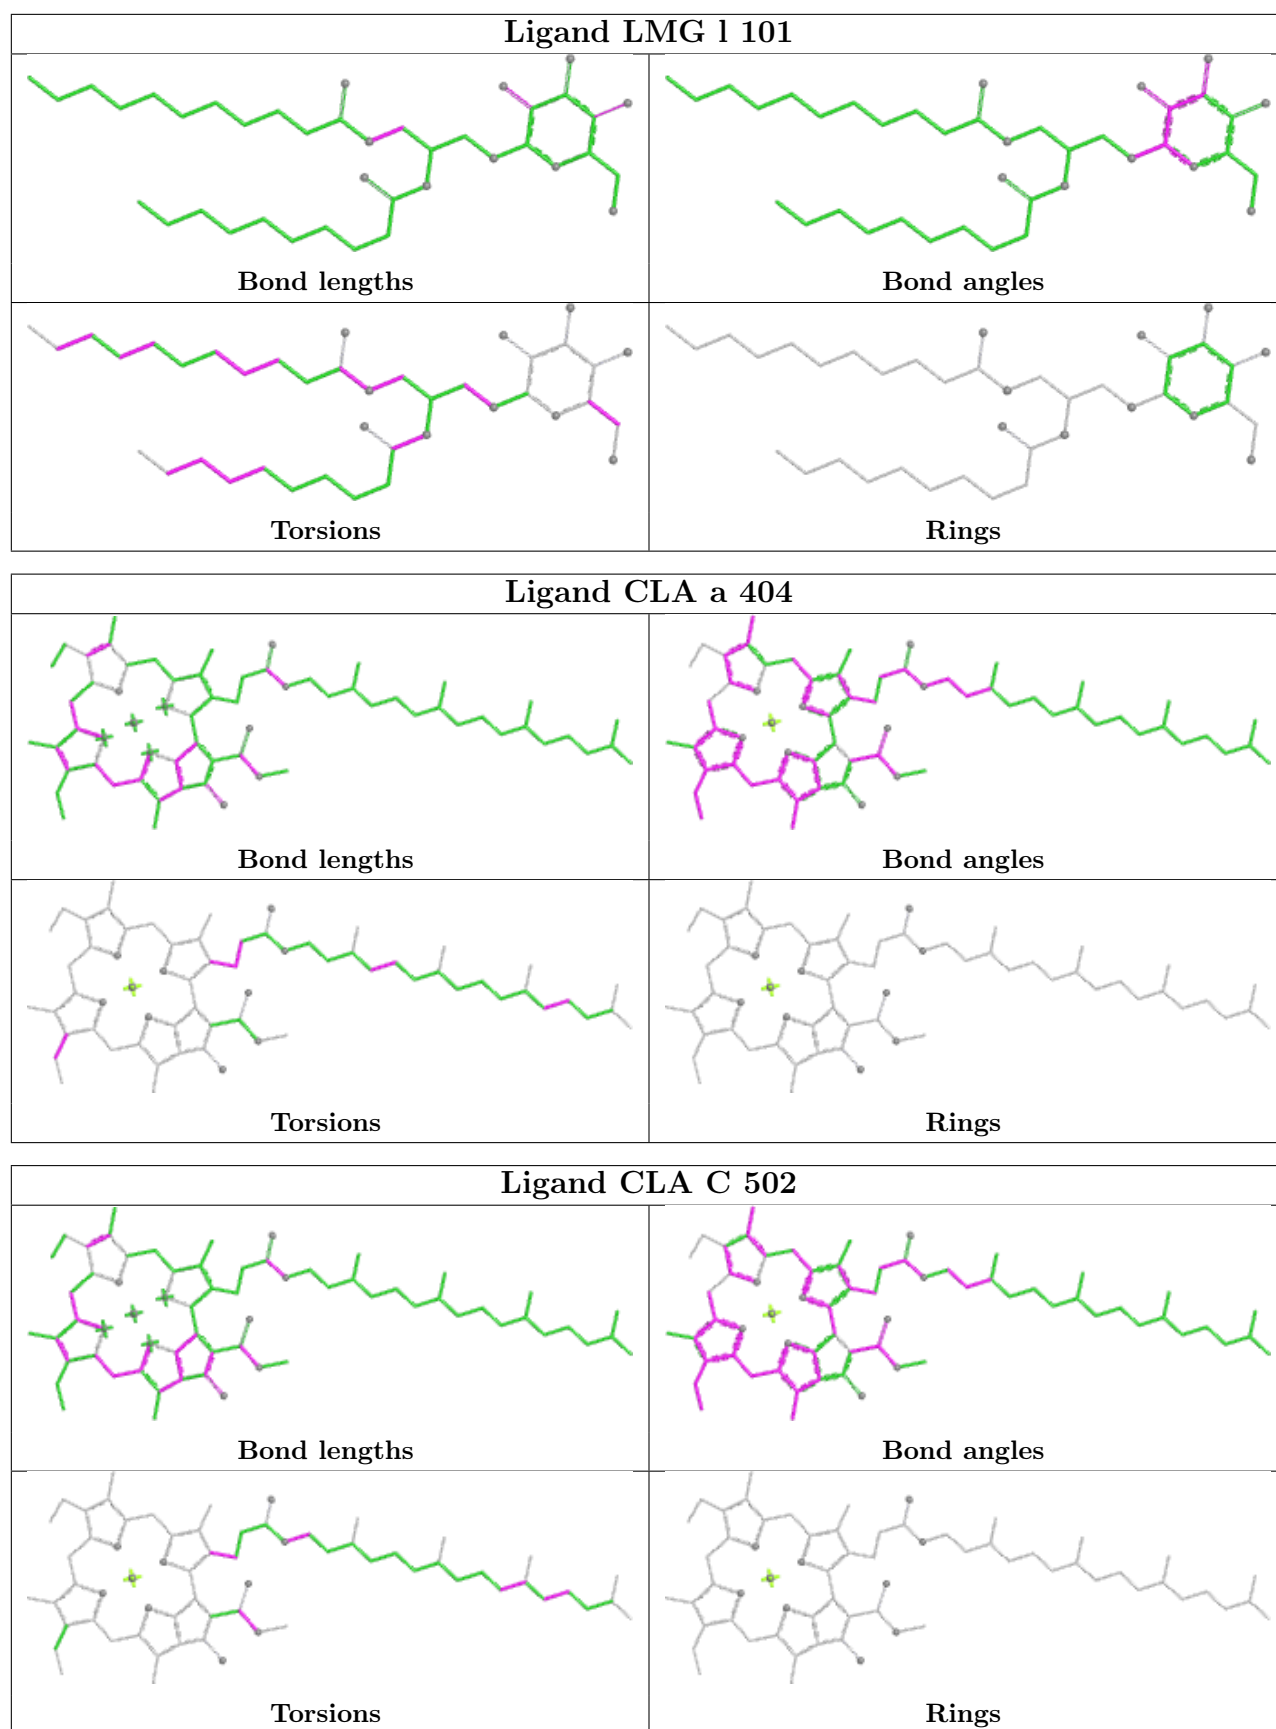 Ligand LMG l 101
Bond lengths
Bond angles
Torsions
Rings
Ligand CLA a 404
Bond lengths
Bond angles
Torsions
Rings
Ligand CLA C 502
Bond lengths
Bond angles
Torsions
Rings